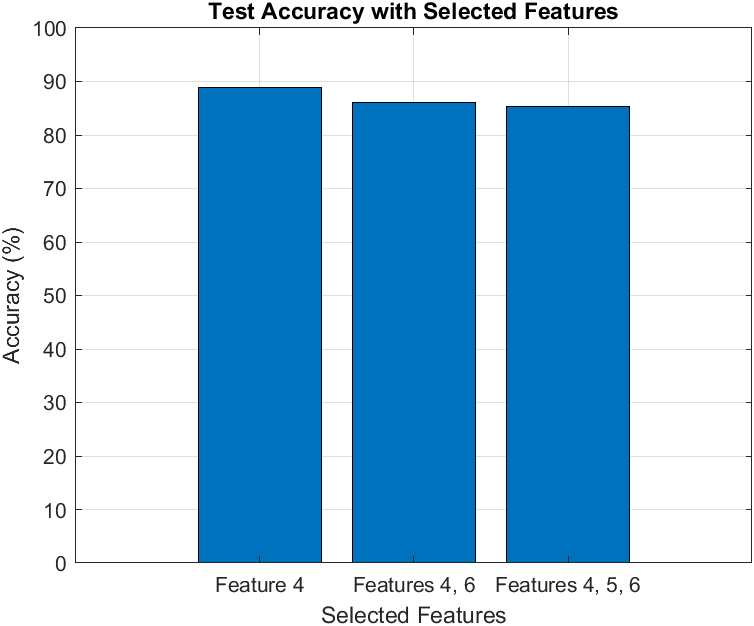 Test Accuracy with Selected Features
100
90
80
70
60
50
40
30
20
10
0
Accuracy (%)
Feature 4
Features 4, 6
Features 4, 5, 6
Selected Features